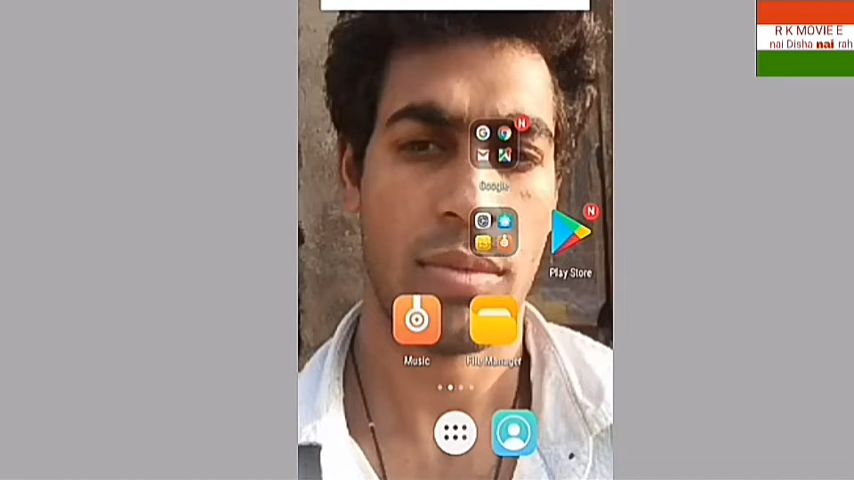 R K MOVIE E
nai Disha nai rah
Google
Play Store
Music
File Manager